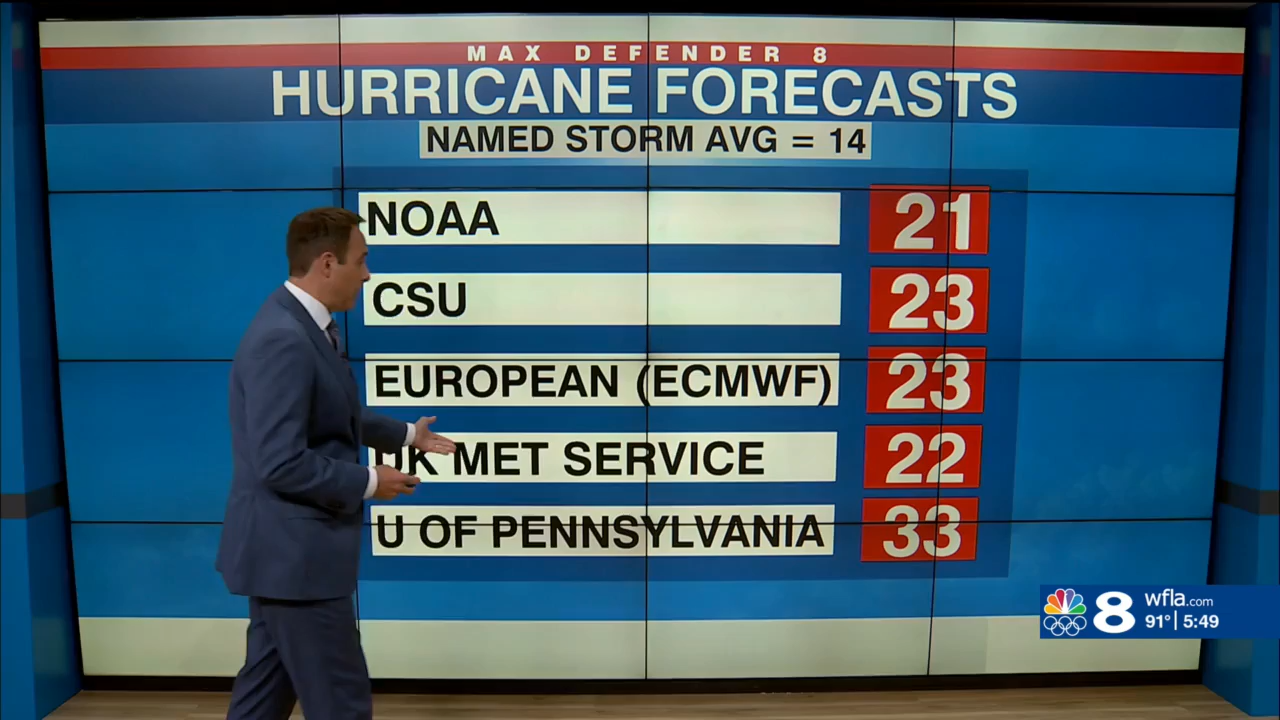 MAX DEFENDER 8
HURRICANE FORECASTS
NAMED STORM AVG = 14
NOAA 21
CSU 23
EUROPEAN (ECMWF) 23
UK MET SERVICE 22
U OF PENNSYLVANIA 33
8 wfla.com
91° | 5:49